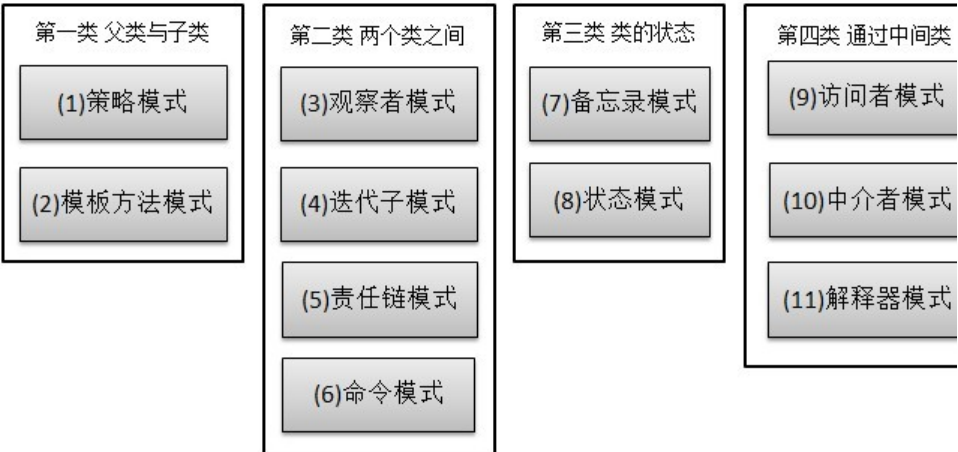 第一类 父类与子类
(1)策略模式
(2)模板方法模式
第二类 两个类之间
(3)观察者模式
(4)迭代子模式
(5)责任链模式
(6)命令模式
第三类 类的状态
(7)备忘录模式
(8)状态模式
第四类 通过中间类
(9)访问者模式
(10)中介者模式
(11)解释器模式